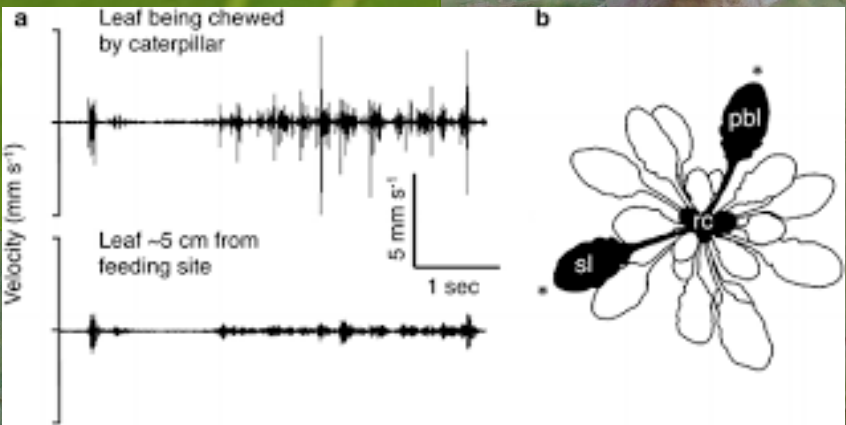 a
Leaf being chewed
by caterpillar
Velocity (mm s⁻¹)
5 mm s⁻¹
1 sec
Leaf ~5 cm from
feeding site
b
*
pbl
rc
sl
*